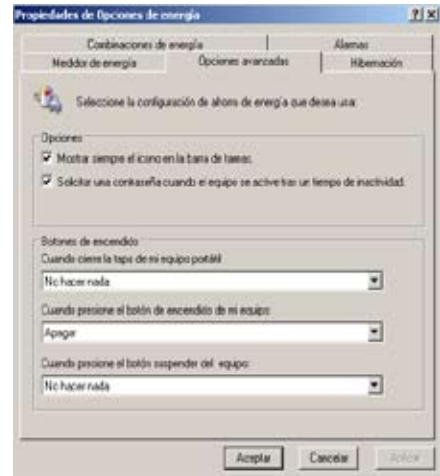 Propiedades de Opciones de energía
Combinaciones de energía
Alarmas
Medidor de energía
Opciones avanzadas
Hibernación
Seleccione la configuración de ahorro de energía que desea usar.
Opciones
Mostrar siempre el icono en la barra de tareas.
Solicitar una contraseña cuando el equipo se active tras un tiempo de inactividad.
Botones de encendido
Cuando cierre la tapa de mi equipo portátil
No hacer nada
Cuando presione el botón de encendido de mi equipo:
Apagar
Cuando presione el botón suspender del equipo:
No hacer nada
Aceptar
Cancelar
Aplicar